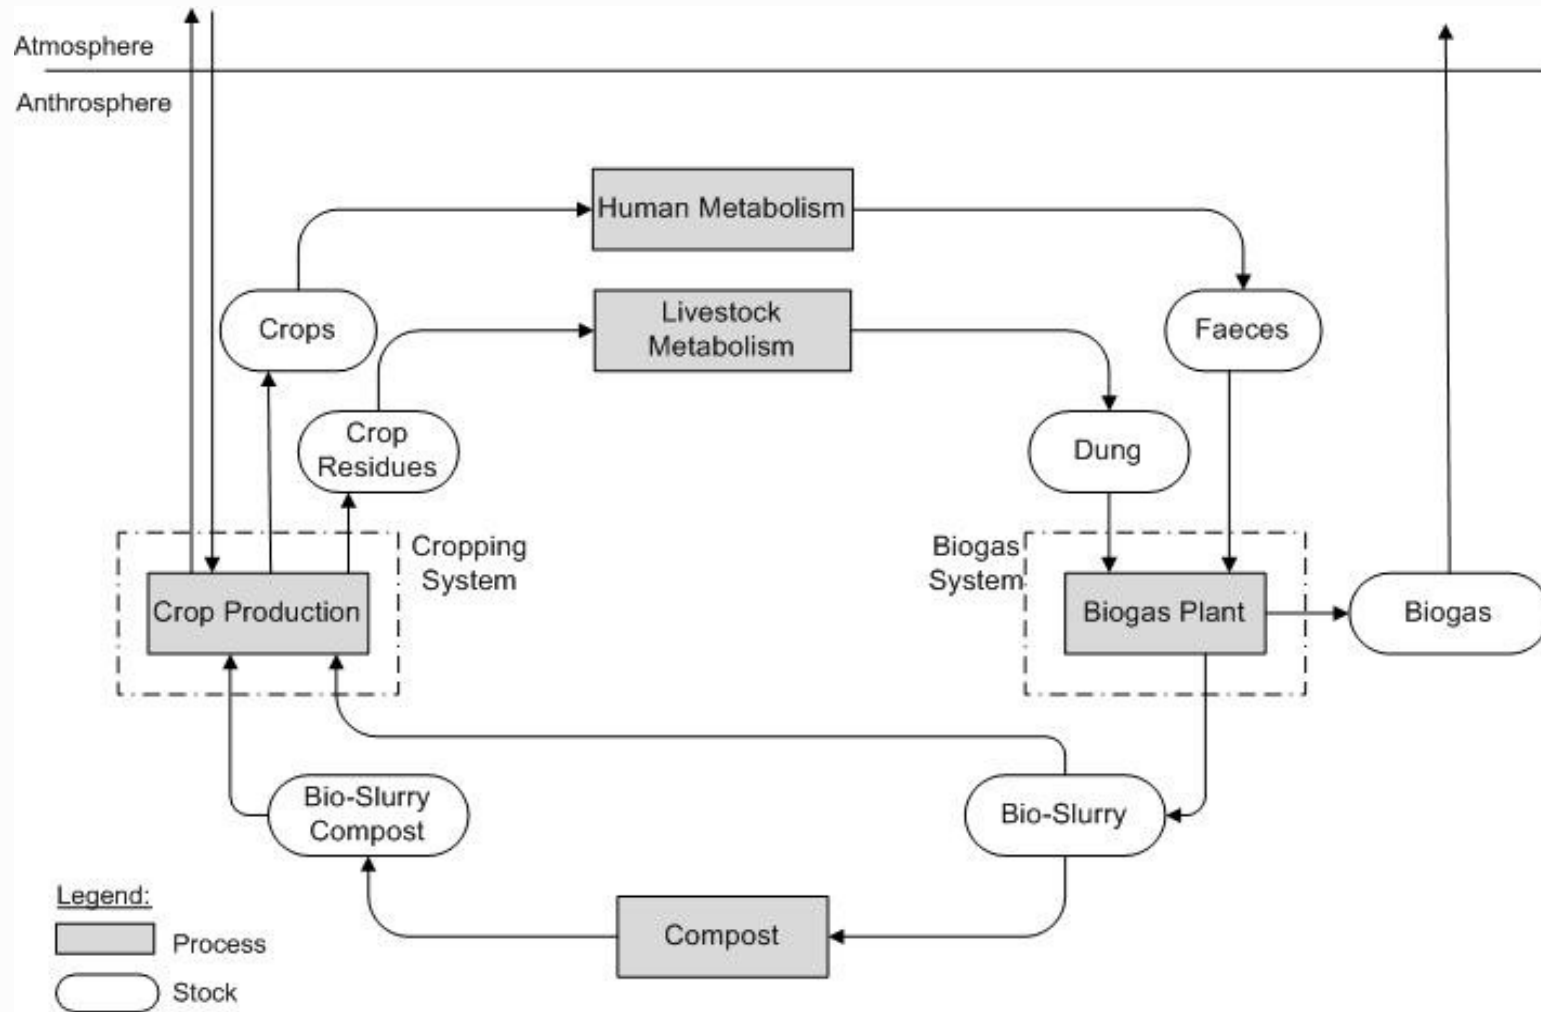 Atmosphere
Anthrosphere
Human Metabolism
Livestock
Metabolism
Crops
Faeces
Crop
Residues
Dung
Cropping
System
Biogas
System
Crop Production
Biogas Plant
Biogas
Bio-Slurry
Compost
Bio-Slurry
Compost
Legend:
Process
Stock